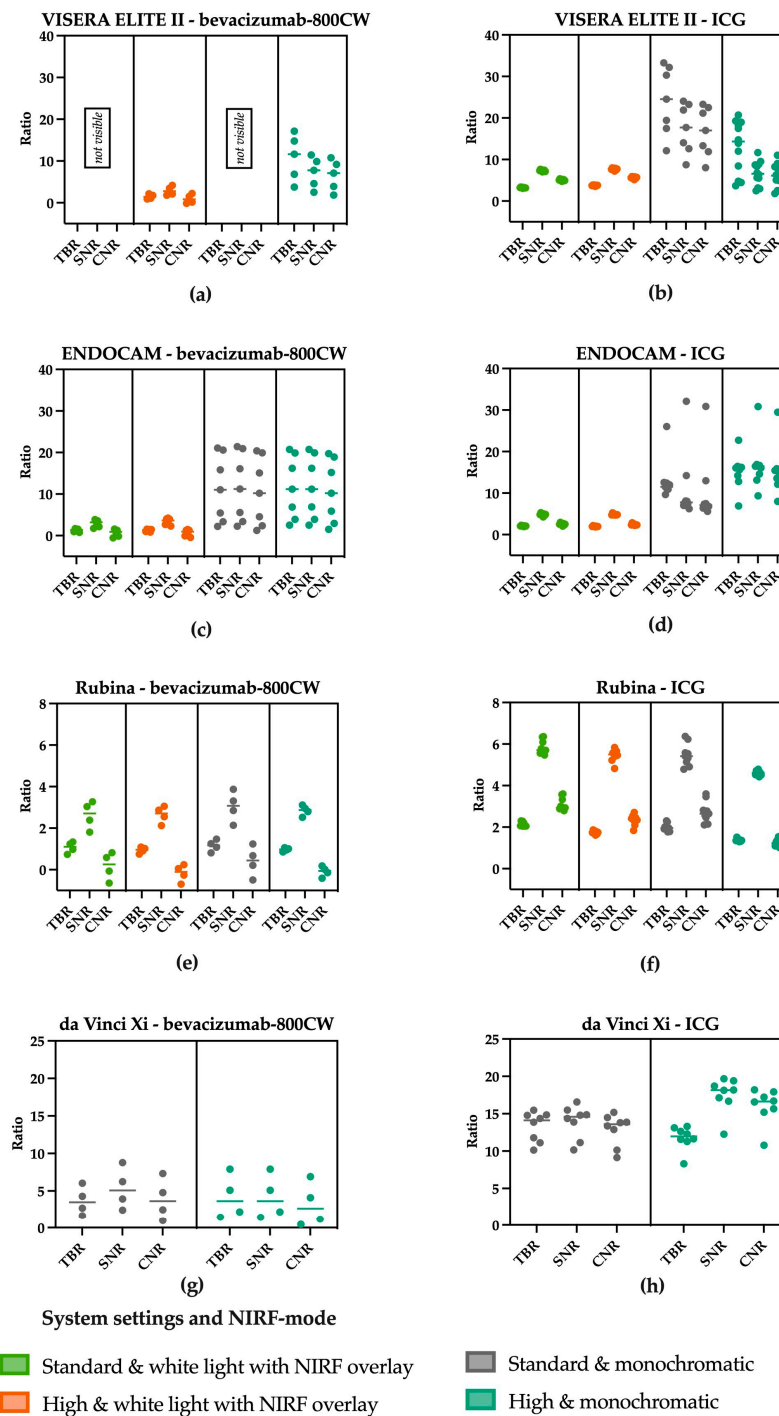 VISERA ELITE II - bevacizumab-800CW
40
30
20
10
0
Ratio
not visible
not visible
TBR
SNR
CNR
TBR
SNR
CNR
TBR
SNR
CNR
TBR
SNR
CNR
(a)
VISERA ELITE II - ICG
40
30
20
10
0
Ratio
TBR
SNR
CNR
TBR
SNR
CNR
TBR
SNR
CNR
TBR
SNR
CNR
(b)
ENDOCAM - bevacizumab-800CW
40
30
20
10
0
Ratio
TBR
SNR
CNR
TBR
SNR
CNR
TBR
SNR
CNR
TBR
SNR
CNR
(c)
ENDOCAM - ICG
40
30
20
10
0
Ratio
TBR
SNR
CNR
TBR
SNR
CNR
TBR
SNR
CNR
TBR
SNR
CNR
(d)
Rubina - bevacizumab-800CW
8
6
4
2
0
Ratio
TBR
SNR
CNR
TBR
SNR
CNR
TBR
SNR
CNR
TBR
SNR
CNR
(e)
Rubina - ICG
8
6
4
2
0
Ratio
TBR
SNR
CNR
TBR
SNR
CNR
TBR
SNR
CNR
TBR
SNR
CNR
(f)
da Vinci Xi - bevacizumab-800CW
25
20
15
10
5
0
Ratio
TBR
SNR
CNR
TBR
SNR
CNR
(g)
da Vinci Xi - ICG
25
20
15
10
5
0
Ratio
TBR
SNR
CNR
TBR
SNR
CNR
(h)
System settings and NIRF-mode
Standard & white light with NIRF overlay
High & white light with NIRF overlay
Standard & monochromatic
High & monochromatic